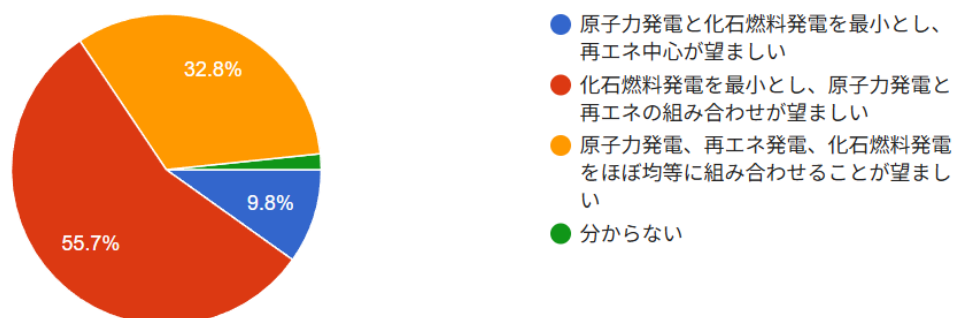 原子力発電と化石燃料発電を最小とし、
再エネ中心が望ましい
32.8%
化石燃料発電を最小とし、原子力発電と
再エネの組み合わせが望ましい
原子力発電、再エネ発電、化石燃料発電
をほぼ均等に組み合わせることが望まし
い
9.8%
55.7%
分からない